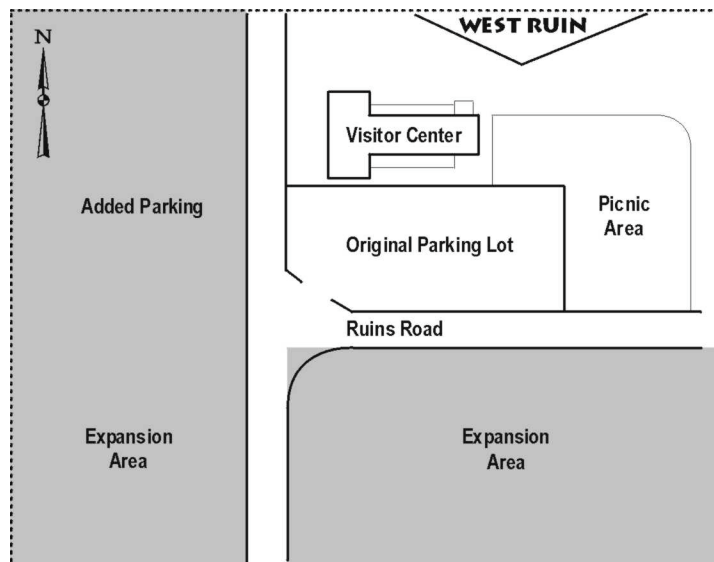 WEST RUIN
N
Visitor Center
Added Parking
Picnic
Area
Original Parking Lot
Ruins Road
Expansion
Area
Expansion
Area